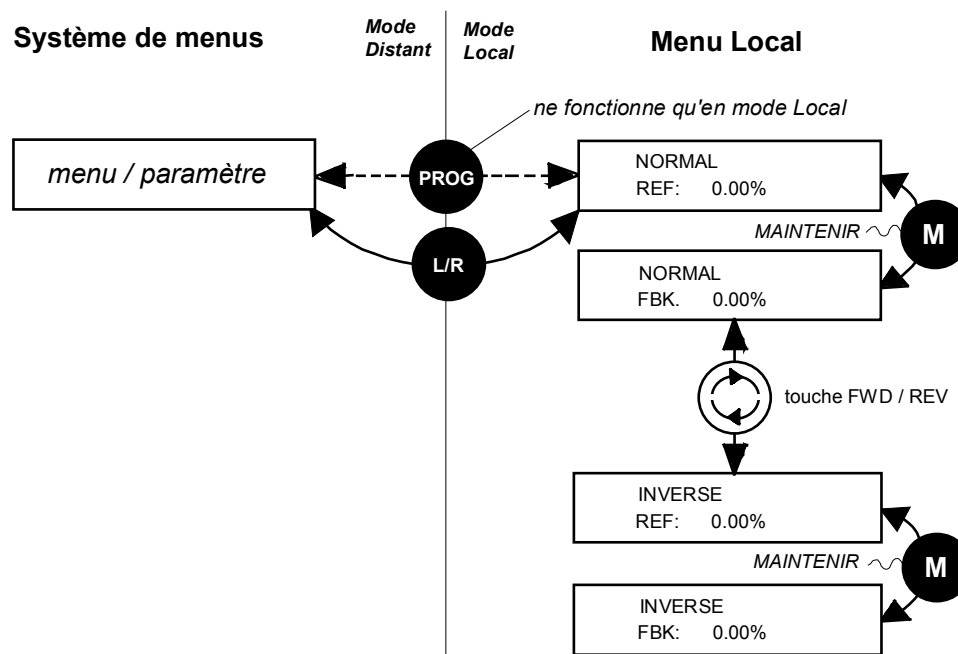 Système de menus
Mode
Distant
Mode
Local
Menu Local
ne fonctionne qu'en mode Local
menu / paramètre
PROG
NORMAL
REF: 0.00%
L/R
MAINTENIR
M
NORMAL
FBK. 0.00%
touche FWD / REV
INVERSE
REF: 0.00%
MAINTENIR
M
INVERSE
FBK: 0.00%